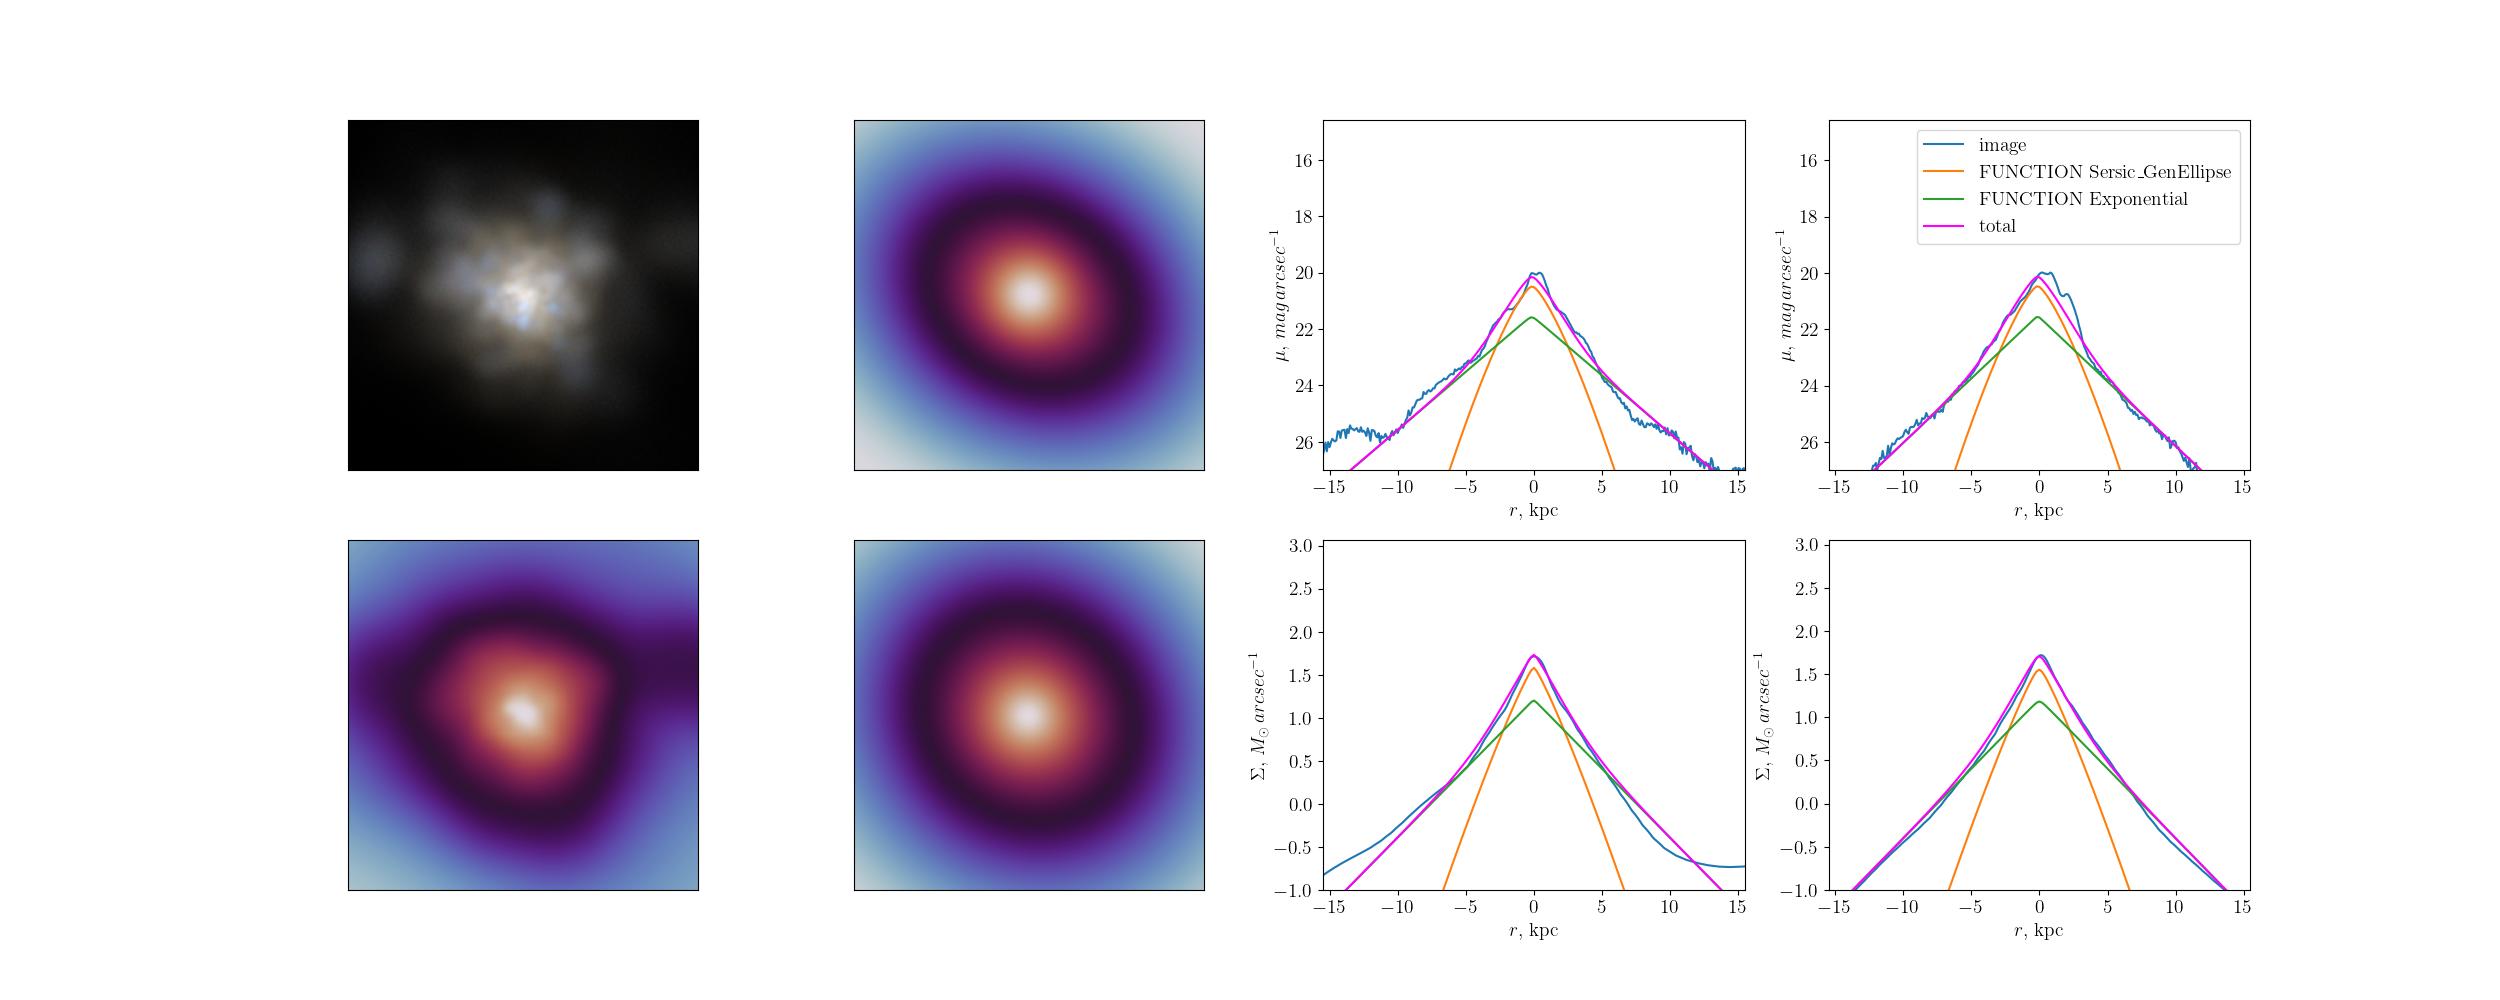 16
18
20
22
24
26
μ, mag arcsec⁻¹
−15 −10 −5 0 5 10 15
r, kpc
16
18
20
22
24
26
μ, mag arcsec⁻¹
image
FUNCTION Sersic_GenEllipse
FUNCTION Exponential
total
−15 −10 −5 0 5 10 15
r, kpc
3.0
2.5
2.0
1.5
1.0
0.5
0.0
−0.5
−1.0
Σ, M⊙ arcsec⁻¹
−15 −10 −5 0 5 10 15
r, kpc
3.0
2.5
2.0
1.5
1.0
0.5
0.0
−0.5
−1.0
Σ, M⊙ arcsec⁻¹
−15 −10 −5 0 5 10 15
r, kpc